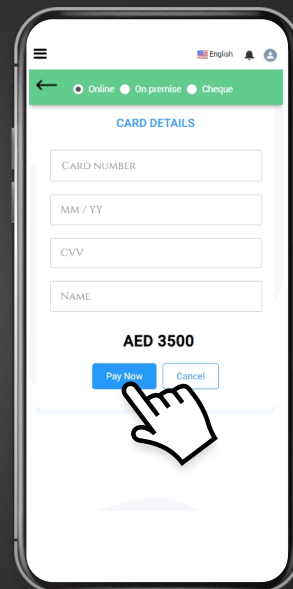 English
Online On premise Cheque
CARD DETAILS
CARD NUMBER
MM / YY
CVV
NAME
AED 3500
Pay Now Cancel